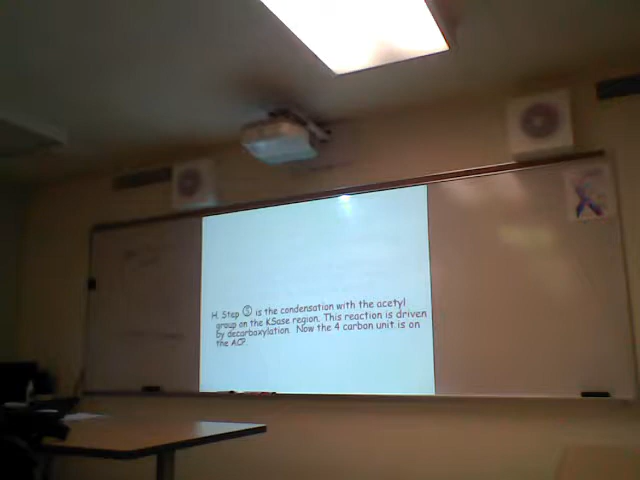 H. Step ③ is the condensation with the acetyl
group on the KSase region. This reaction is driven
by decarboxylation. Now the 4 carbon unit is on
the ACP.